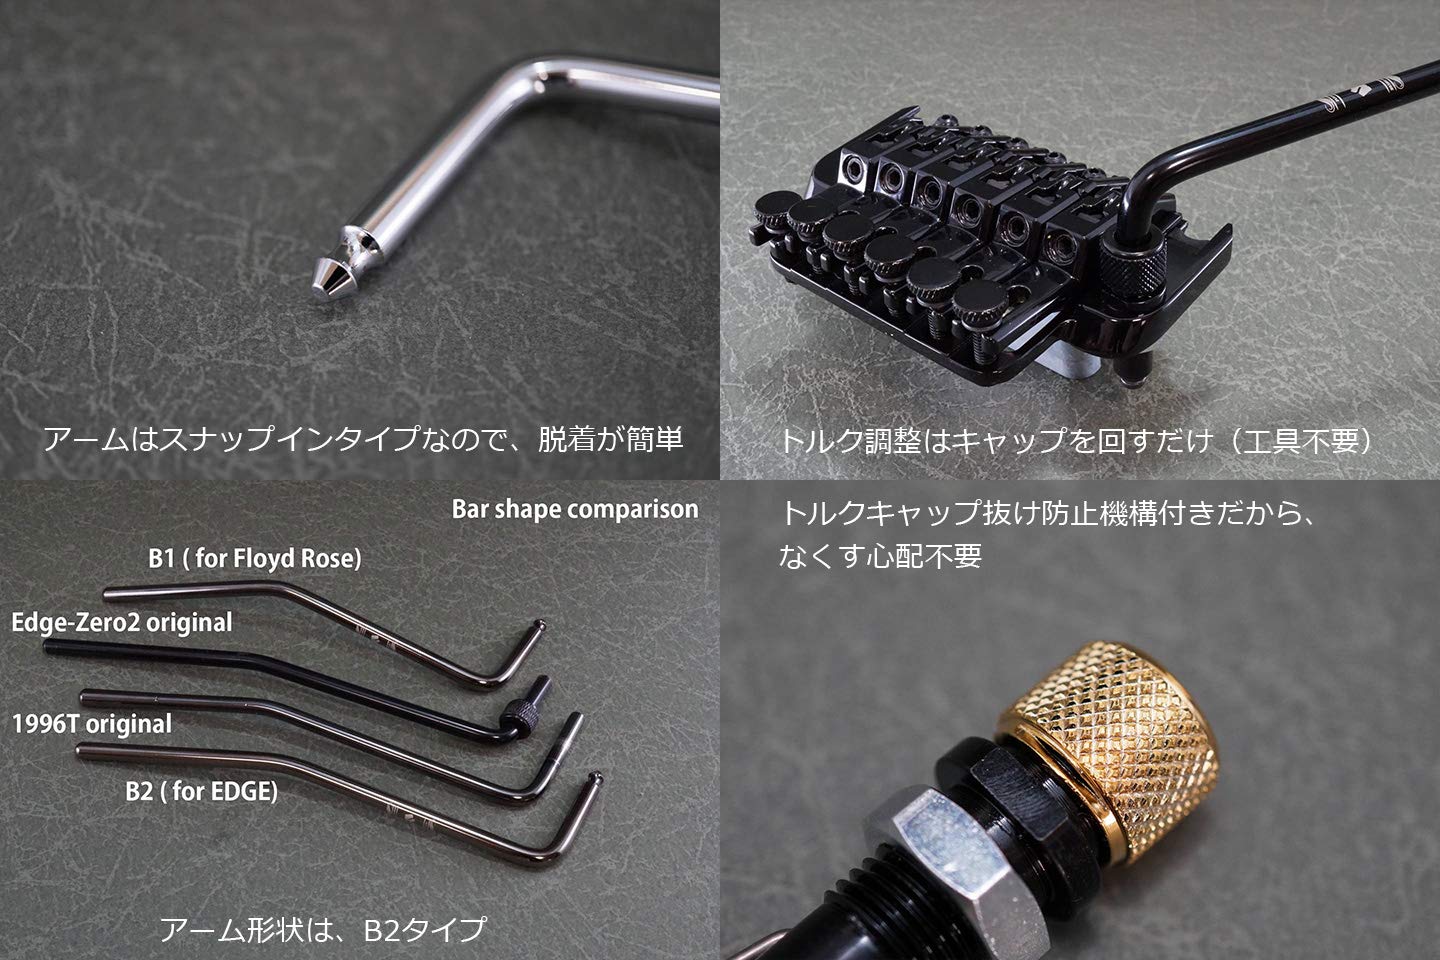 アームはスナップインタイプなので、脱着が簡単
トルク調整はキャップを回すだけ（工具不要）
Bar shape comparison
B1 ( for Floyd Rose)
Edge-Zero2 original
1996T original
B2 ( for EDGE)
アーム形状は、B2タイプ
トルクキャップ抜け防止機構付きだから、
なくす心配不要